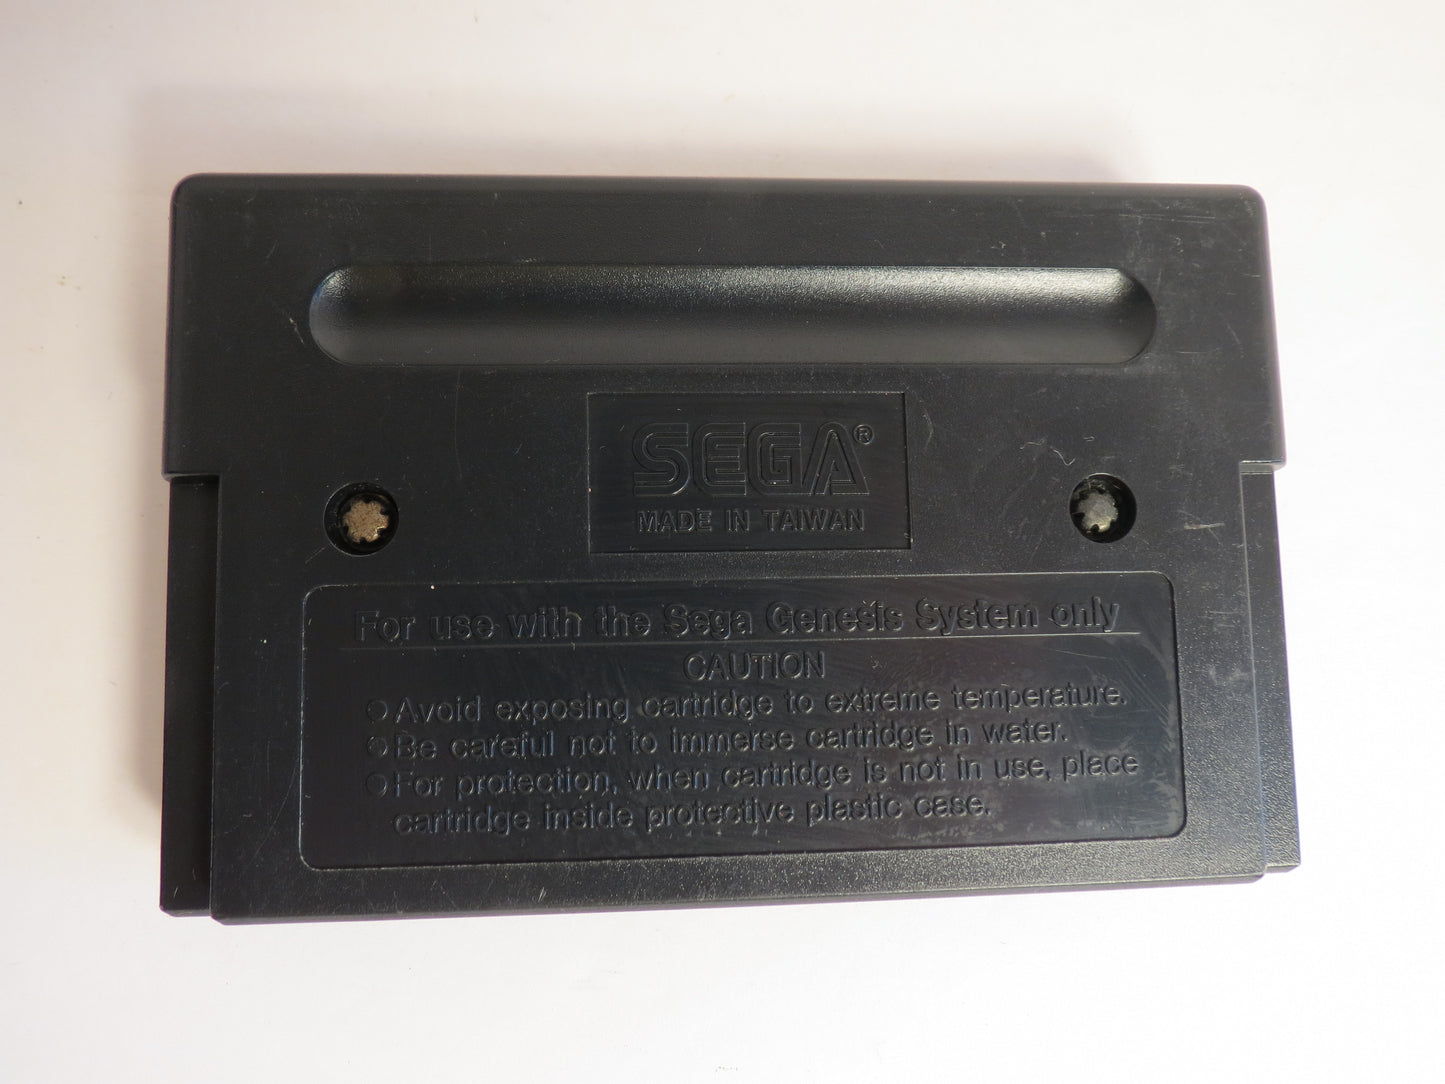 SEGA®
MADE IN TAIWAN
For use with the Sega Genesis System only
CAUTION
● Avoid exposing cartridge to extreme temperature.
● Be careful not to immerse cartridge in water.
● For protection, when cartridge is not in use, place
cartridge inside protective plastic case.